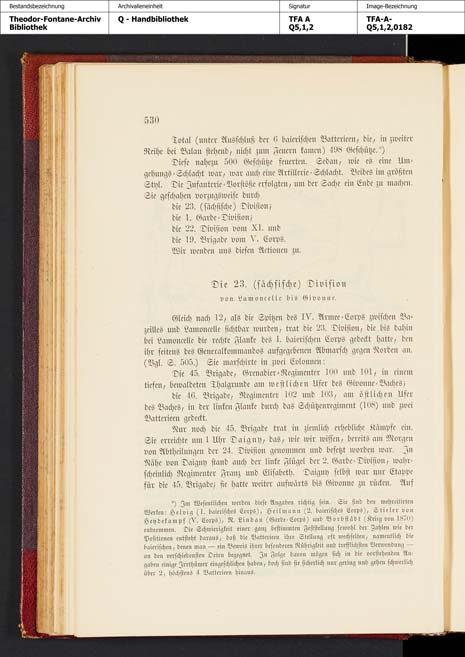 Bestandsbezeichnung
Archivalieneinheit
Signatur
Image-Bezeichnung
Theodor-Fontane-Archiv
Bibliothek
Q - Handbibliothek
TFA A
Q5,1,2
TFA-A-
Q5,1,2,0182
530
Total (unter Ausschluß der 6 baierischen Batterieen, die, in zweiter
Reihe bei Balan stehend, nicht zum Feuern kamen) 498 Geschütze.*)
Diese nahezu 500 Geschütze feuerten. Sedan, wie es eine Um-
gehungs-Schlacht war, war auch eine Artillerie-Schlacht. Beides im größten
Styl. Die Infanterie-Vorstöße erfolgten, um der Sache ein Ende zu machen.
Sie geschahen vorzugsweise durch
die 23. (sächsische) Division;
die 1. Garde-Division;
die 22. Division vom XI. und
die 19. Brigade vom V. Corps.
Wir wenden uns diesen Actionen zu.
Die 23. (sächsische) Division
von Lamoncelle bis Givonne.
Gleich nach 12, als die Spitzen des IV. Armee-Corps zwischen Ba-
zeilles und Lamoncelle sichtbar wurden, trat die 23. Division, die bis dahin
bei Lamoncelle die rechte Flanke des I. baierischen Corps gedeckt hatte, den
ihr seitens des Generalkommandos aufgegebenen Abmarsch gegen Norden an.
(Vgl. S. 505.) Sie marschirte in zwei Colonnen:
Die 45. Brigade, Grenadier-Regimenter 100 und 101, in einem
tiefen, bewaldeten Thalgrunde am westlichen Ufer des Givonne-Baches;
die 46. Brigade, Regimenter 102 und 103, am östlichen Ufer
des Baches, in der linken Flanke durch das Schützenregiment (108) und zwei
Batterieen gedeckt.
Nur noch die 45. Brigade trat in ziemlich erhebliche Kämpfe ein.
Sie erreichte um 1 Uhr Daigny, das, wie wir wissen, bereits am Morgen
von Abtheilungen der 24. Division genommen und besetzt worden war. In
Nähe von Daigny stand auch der linke Flügel der 2. Garde-Division, wahr-
scheinlich Regimenter Franz und Elisabeth. Daigny selbst war nur Etappe
für die 45. Brigade; sie hatte weiter aufwärts bis Givonne zu rücken. Auf
*) Im Wesentlichen werden diese Angaben richtig sein. Sie sind den mehrcitirten
Werken: Helvig (1. baierisches Corps), Heilmann (2. baierisches Corps), Stieler von
Heydekampf (V. Corps), R. Lindau (Garde-Corps) und Borbstädt (Krieg von 1870)
entnommen. Die Schwierigkeit einer ganz bestimmten Feststellung sowohl der Zahlen wie der
Positionen entsteht daraus, daß die Batterieen ihre Stellung oft wechselten, namentlich die
baierischen, denen man — ein Beweis ihrer besonderen Rührigkeit und trefflichsten Verwendung —
an den verschiedensten Orten begegnet. In Folge davon mögen sich in die vorstehenden An-
gaben einige Irrthümer eingeschlichen haben, doch sind sie sicherlich nur gering und gehen schwerlich
über 2, höchstens 4 Batterieen hinaus.